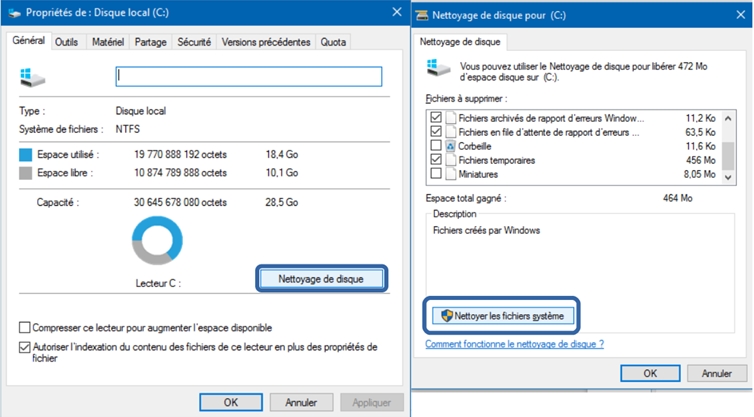 Propriétés de : Disque local (C:)
Général Outils Matériel Partage Sécurité Versions précédentes Quota
Type : Disque local
Système de fichiers : NTFS
Espace utilisé : 19 770 888 192 octets 18,4 Go
Espace libre : 10 874 789 888 octets 10,1 Go
Capacité : 30 645 678 080 octets 28,5 Go
Lecteur C :
Nettoyage de disque
Compresser ce lecteur pour augmenter l'espace disponible
Autoriser l'indexation du contenu des fichiers de ce lecteur en plus des propriétés de
fichier
OK Annuler Appliquer
Nettoyage de disque pour (C:)
Nettoyage de disque
Vous pouvez utiliser le Nettoyage de disque pour libérer 472 Mo
d'espace disque sur (C:).
Fichiers à supprimer :
Fichiers archivés de rapport d'erreurs Window... 11,2 Ko
Fichiers en file d'attente de rapport d'erreurs ... 63,5 Ko
Corbeille 11,6 Ko
Fichiers temporaires 456 Mo
Miniatures 8,05 Mo
Espace total gagné : 464 Mo
Description
Fichiers créés par Windows
Nettoyer les fichiers système
Comment fonctionne le nettoyage de disque ?
OK Annuler